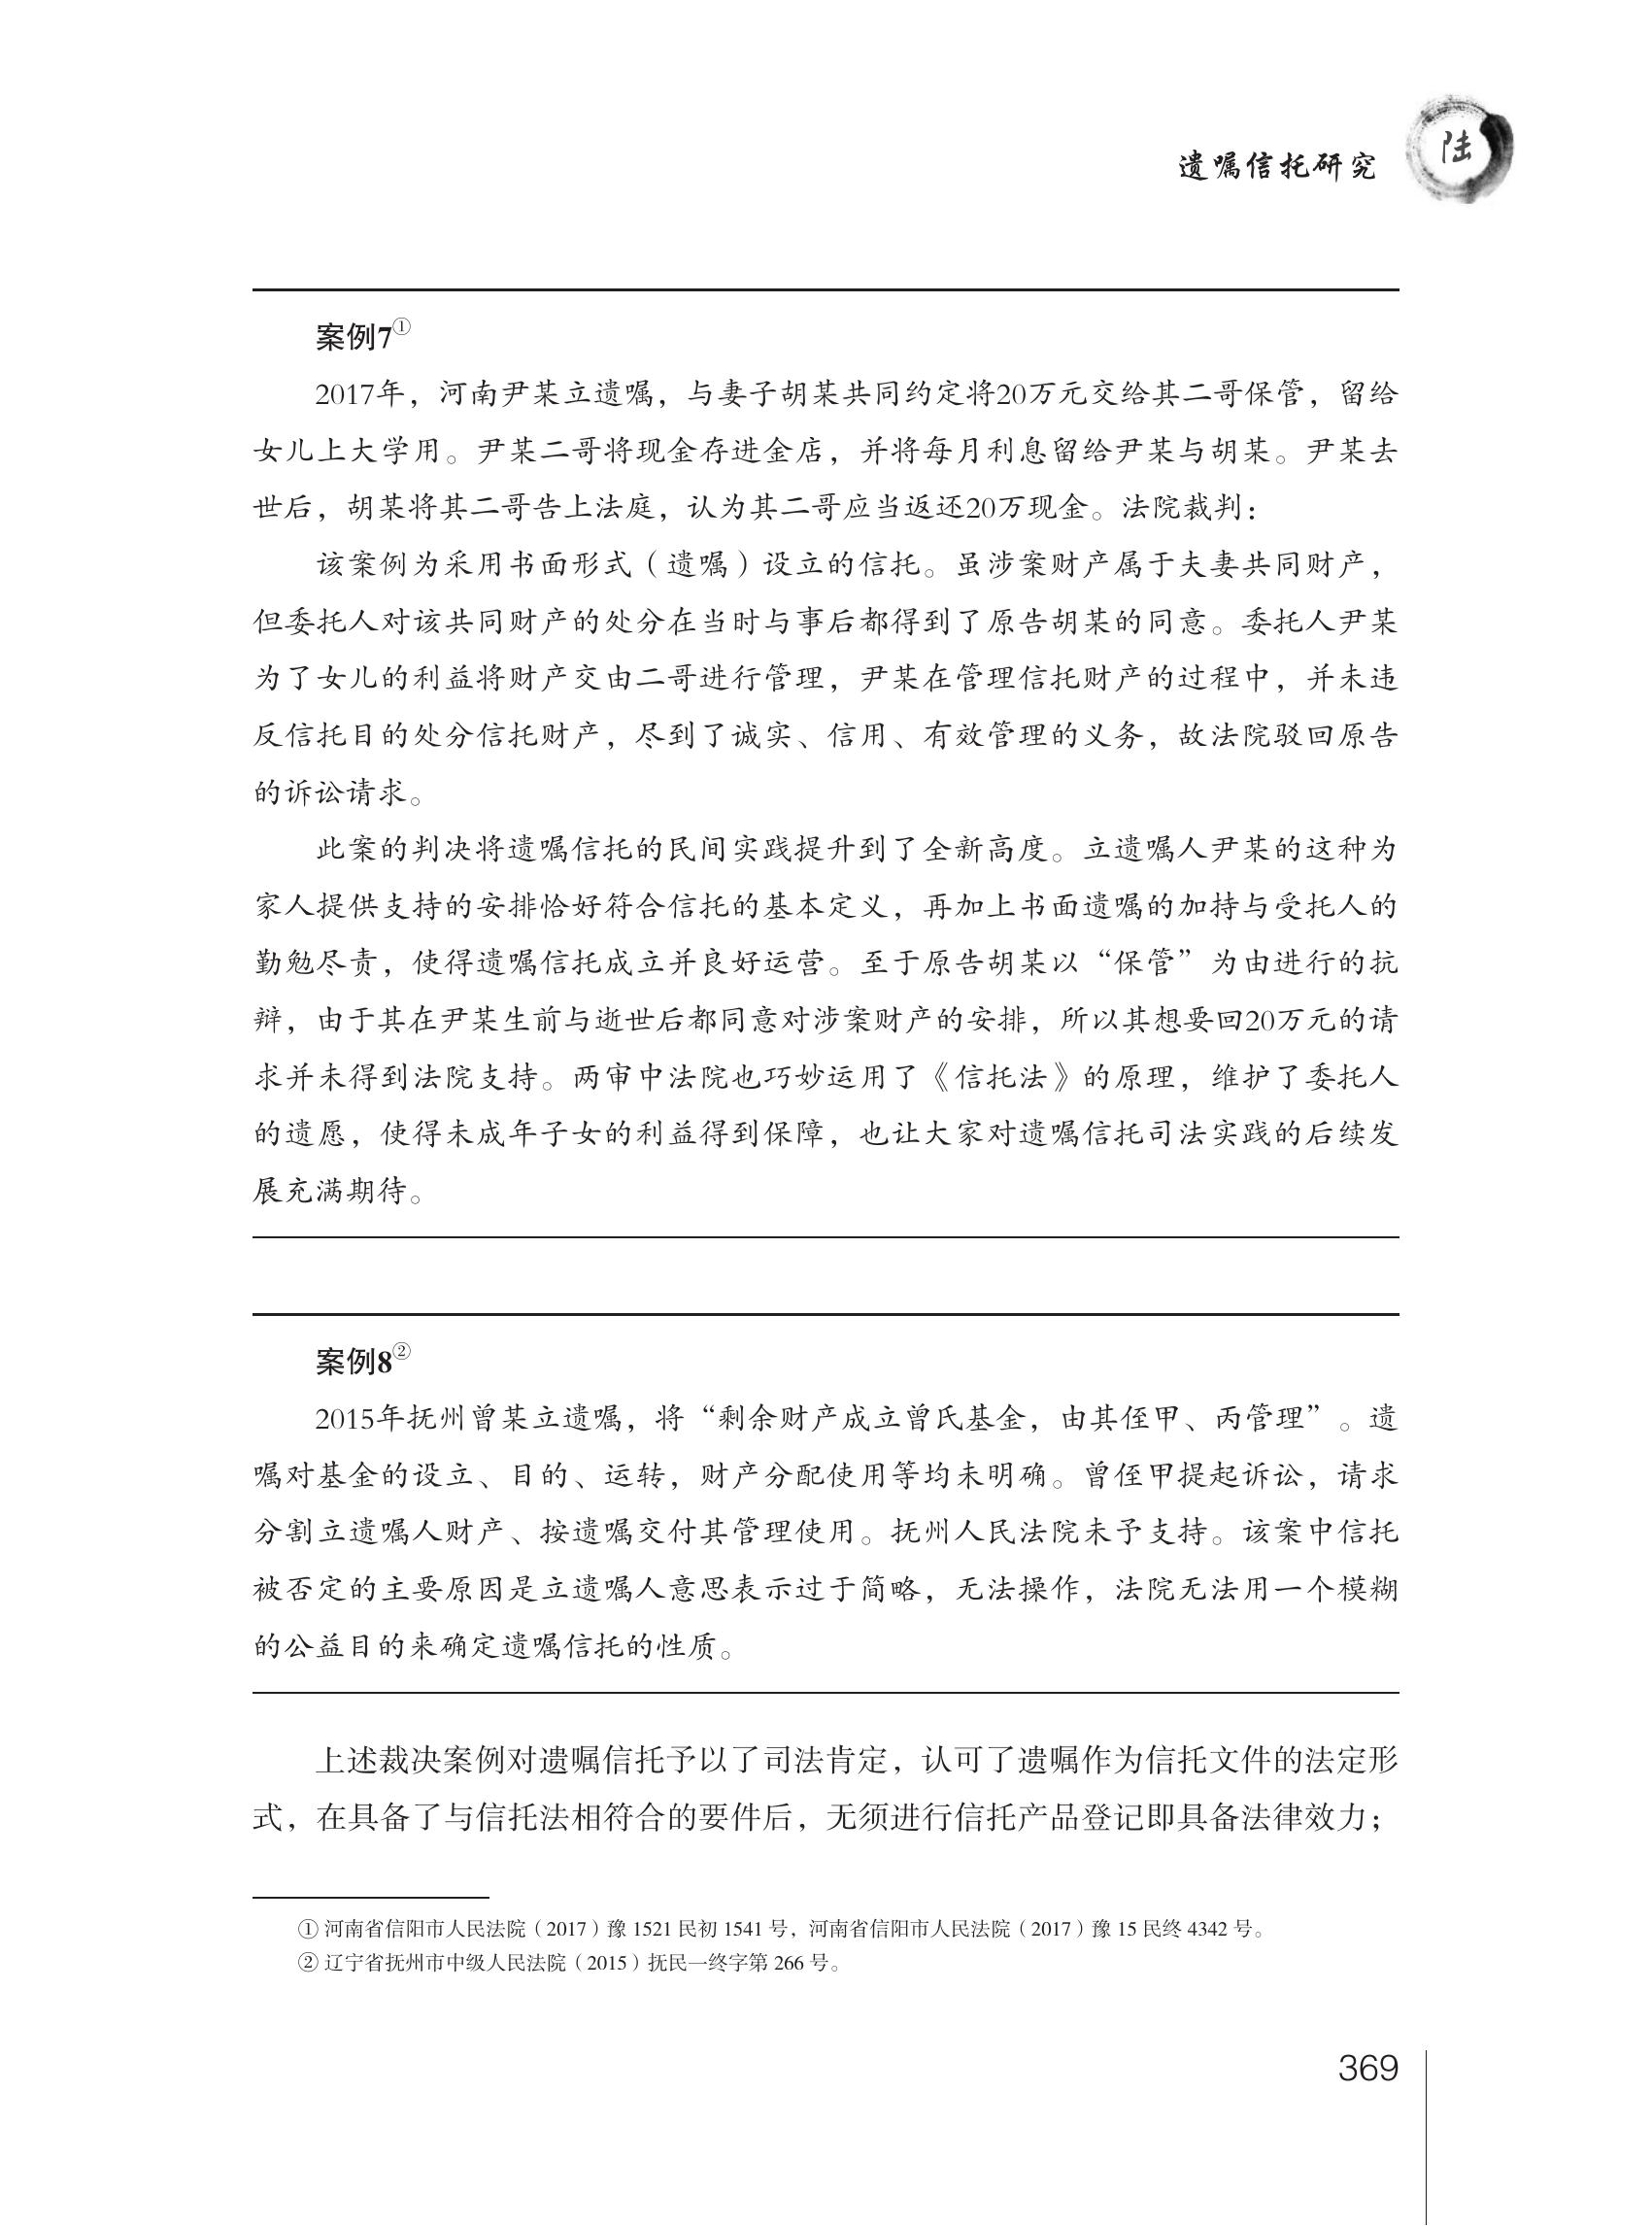 遗嘱信托研究
陆
案例7①
2017年，河南尹某立遗嘱，与妻子胡某共同约定将20万元交给其二哥保管，留给
女儿上大学用。尹某二哥将现金存进金店，并将每月利息留给尹某与胡某。尹某去
世后，胡某将其二哥告上法庭，认为其二哥应当返还20万现金。法院裁判：
该案例为采用书面形式（遗嘱）设立的信托。虽涉案财产属于夫妻共同财产，
但委托人对该共同财产的处分在当时与事后都得到了原告胡某的同意。委托人尹某
为了女儿的利益将财产交由二哥进行管理，尹某在管理信托财产的过程中，并未违
反信托目的处分信托财产，尽到了诚实、信用、有效管理的义务，故法院驳回原告
的诉讼请求。
此案的判决将遗嘱信托的民间实践提升到了全新高度。立遗嘱人尹某的这种为
家人提供支持的安排恰好符合信托的基本定义，再加上书面遗嘱的加持与受托人的
勤勉尽责，使得遗嘱信托成立并良好运营。至于原告胡某以“保管”为由进行的抗
辩，由于其在尹某生前与逝世后都同意对涉案财产的安排，所以其想要回20万元的请
求并未得到法院支持。两审中法院也巧妙运用了《信托法》的原理，维护了委托人
的遗愿，使得未成年子女的利益得到保障，也让大家对遗嘱信托司法实践的后续发
展充满期待。
案例8②
2015年抚州曾某立遗嘱，将“剩余财产成立曾氏基金，由其侄甲、丙管理”。遗
嘱对基金的设立、目的、运转，财产分配使用等均未明确。曾侄甲提起诉讼，请求
分割立遗嘱人财产、按遗嘱交付其管理使用。抚州人民法院未予支持。该案中信托
被否定的主要原因是立遗嘱人意思表示过于简略，无法操作，法院无法用一个模糊
的公益目的来确定遗嘱信托的性质。
上述裁决案例对遗嘱信托予以了司法肯定，认可了遗嘱作为信托文件的法定形
式，在具备了与信托法相符合的要件后，无须进行信托产品登记即具备法律效力；
① 河南省信阳市人民法院（2017）豫 1521 民初 1541 号，河南省信阳市人民法院（2017）豫 15 民终 4342 号。
② 辽宁省抚州市中级人民法院（2015）抚民一终字第 266 号。
369